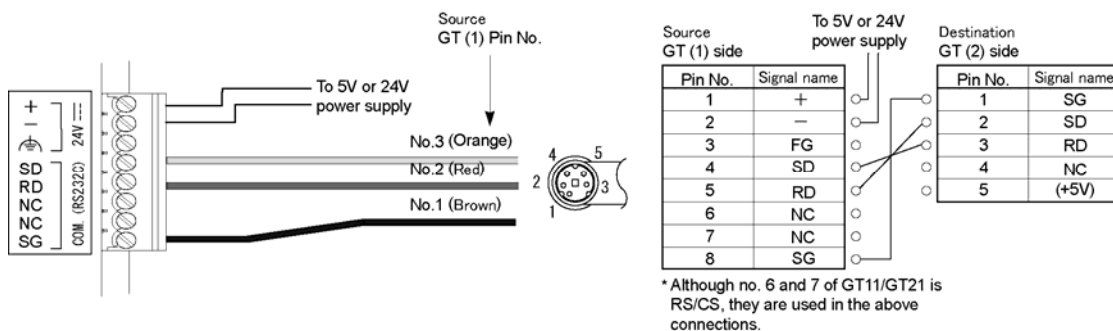 Source
GT (1) Pin No.
To 5V or 24V
power supply
+
−
24V
SD
RD
NC
NC
SG
COM. (RS232C)
No.3 (Orange)
No.2 (Red)
No.1 (Brown)
4
5
2
3
1
Source
GT (1) side
To 5V or 24V
power supply
Destination
GT (2) side
Pin No. Signal name
1 +
2 −
3 FG
4 SD
5 RD
6 NC
7 NC
8 SG
Pin No. Signal name
1 SG
2 SD
3 RD
4 NC
5 (+5V)
* Although no. 6 and 7 of GT11/GT21 is
RS/CS, they are used in the above
connections.